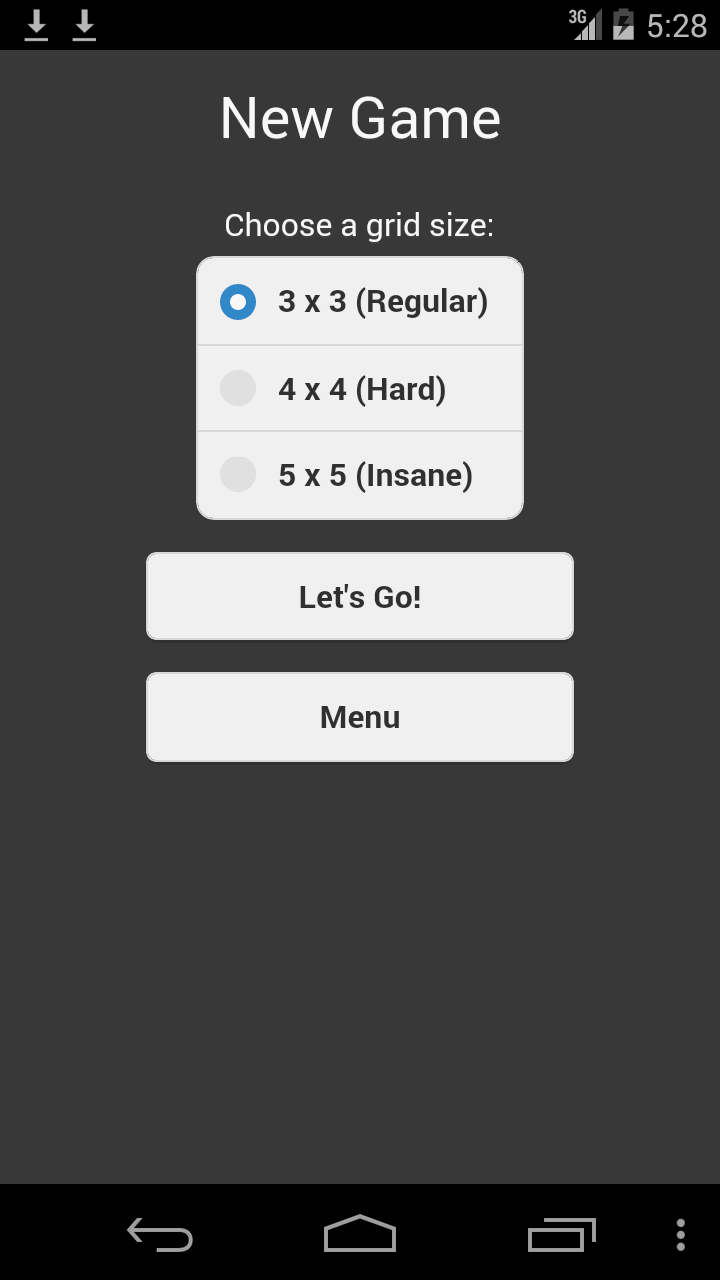 3G 5:28
New Game
Choose a grid size:
3 x 3 (Regular)
4 x 4 (Hard)
5 x 5 (Insane)
Let's Go!
Menu